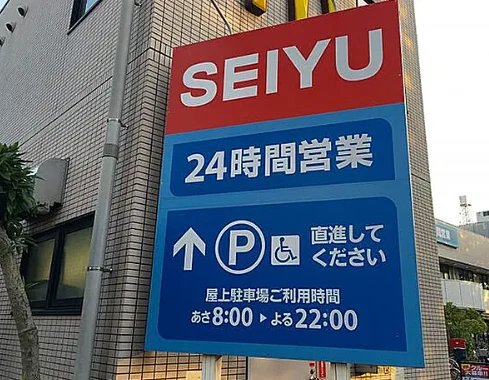 SEIYU
24時間営業
P
直進して
ください
屋上駐車場ご利用時間
あさ8:00 ▶ よる22:00